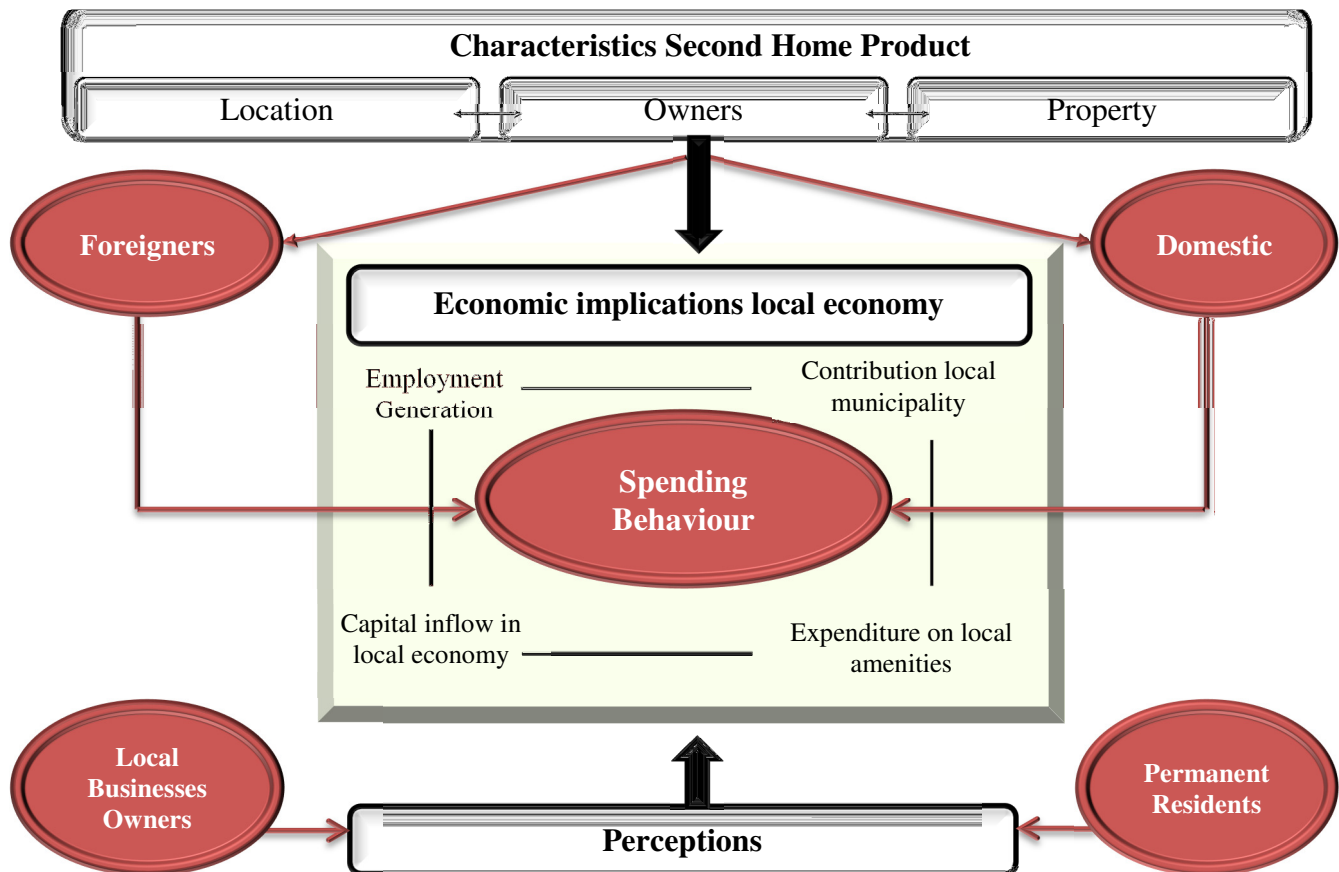 Characteristics Second Home Product
Location
Owners
Property
Foreigners
Domestic
Economic implications local economy
Employment
Generation
Contribution local
municipality
Spending
Behaviour
Capital inflow in
local economy
Expenditure on local
amenities
Local
Businesses
Owners
Permanent
Residents
Perceptions